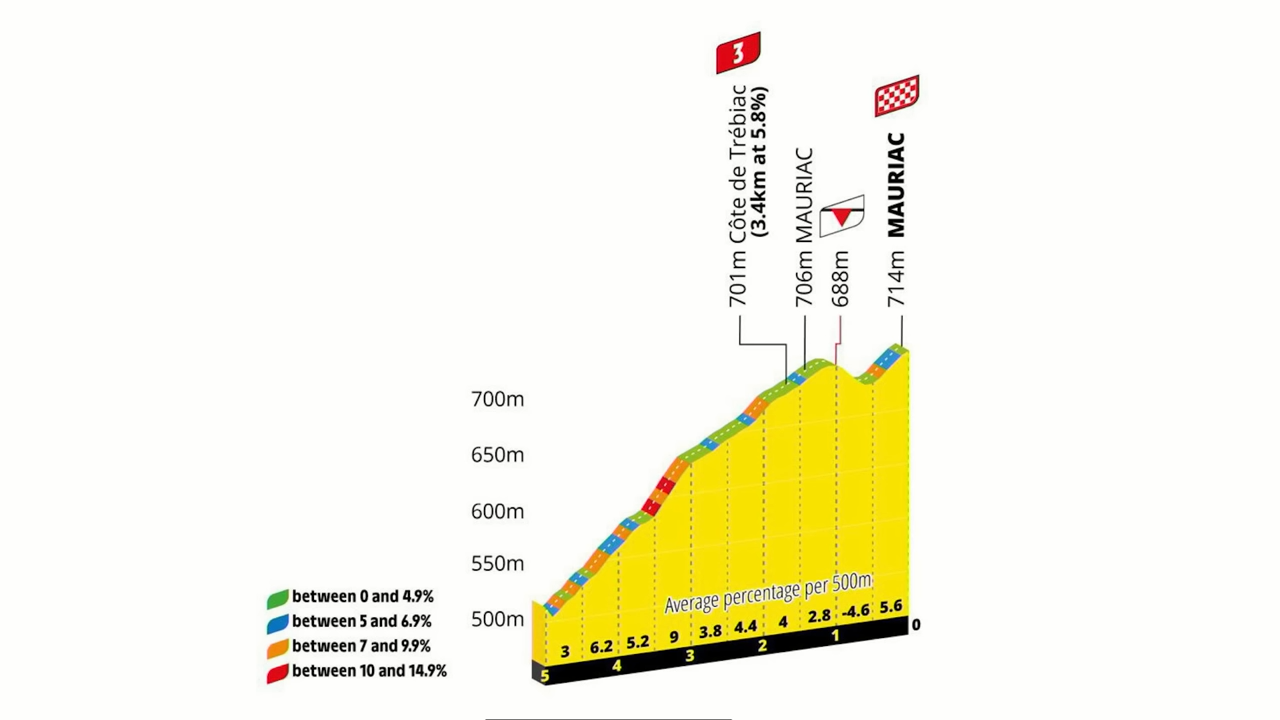 3
701m Côte de Trébiac
(3.4km at 5.8%)
706m MAURIAC
688m
714m MAURIAC
700m
650m
600m
550m
500m
between 0 and 4.9%
between 5 and 6.9%
between 7 and 9.9%
between 10 and 14.9%
Average percentage per 500m
3 6.2 5.2 9 3.8 4.4 4 2.8 -4.6 5.6
5 4 3 2 1 0